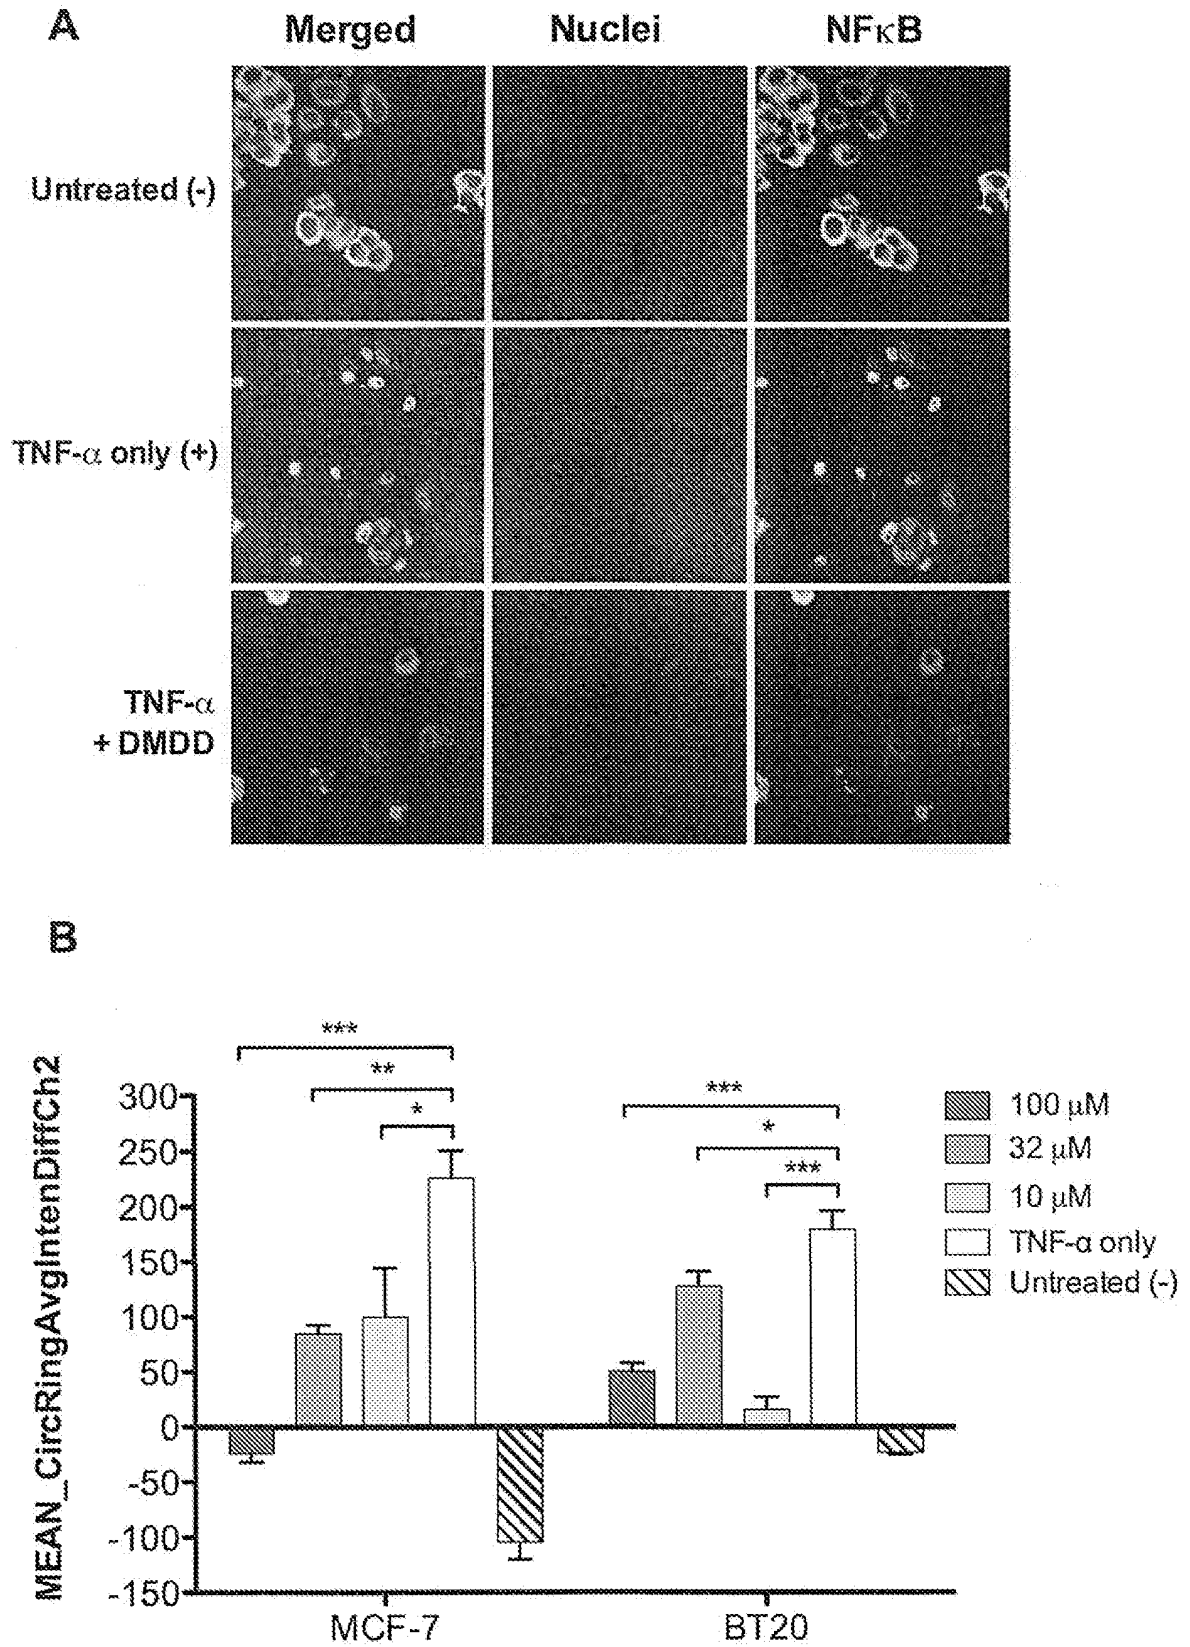 A
Merged Nuclei NFκB
Untreated (-)
TNF-α only (+)
TNF-α
+ DMDD
B
MEAN_CircRingAvgIntenDiffCh2
***
**
*
***
*
***
300
250
200
150
100
50
0
-50
-100
-150
MCF-7 BT20
100 μM
32 μM
10 μM
TNF-α only
Untreated (-)